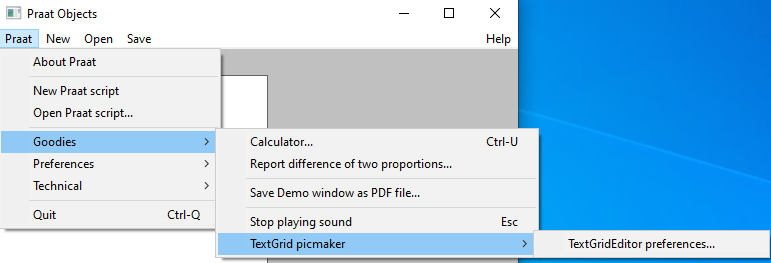 Praat Objects
Praat New Open Save Help
About Praat
New Praat script
Open Praat script...
Goodies
Preferences
Technical
Quit Ctrl-Q
Calculator... Ctrl-U
Report difference of two proportions...
Save Demo window as PDF file...
Stop playing sound Esc
TextGrid picmaker
TextGridEditor preferences...